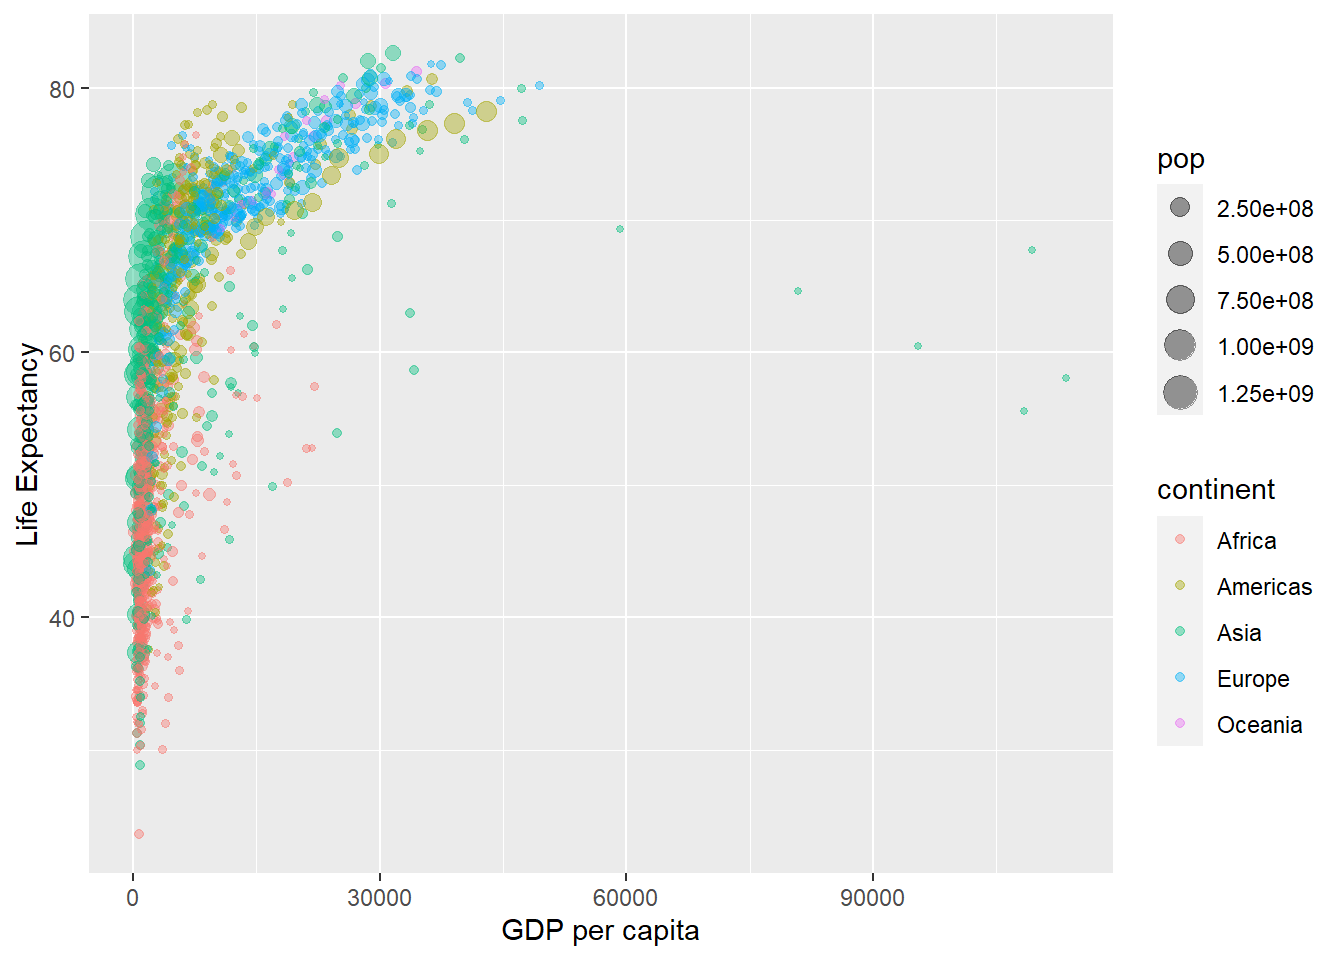 80
60
40
Life Expectancy
0
30000
60000
90000
GDP per capita
pop
2.50e+08
5.00e+08
7.50e+08
1.00e+09
1.25e+09
continent
Africa
Americas
Asia
Europe
Oceania